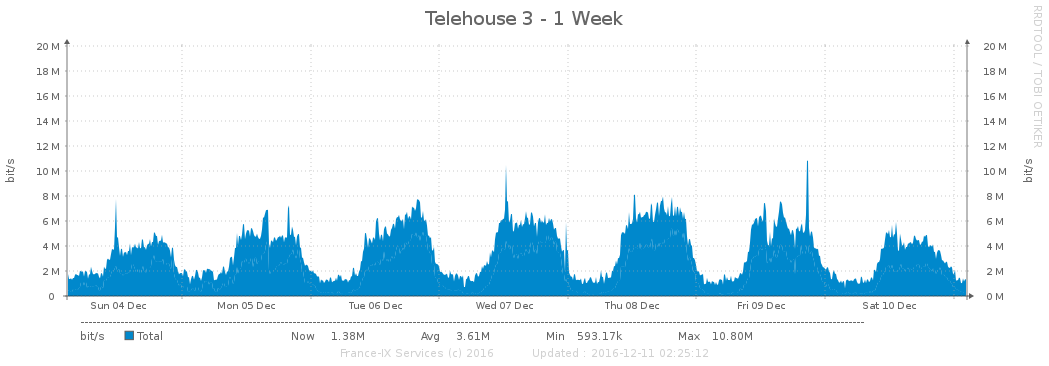 Telehouse 3 - 1 Week
RRDTOOL / TOBI OETIKER
bit/s
20 M 20 M
18 M 18 M
16 M 16 M
14 M 14 M
12 M 12 M
10 M 10 M
8 M 8 M
6 M 6 M
4 M 4 M
2 M 2 M
0 0 M
bit/s
Sun 04 Dec Mon 05 Dec Tue 06 Dec Wed 07 Dec Thu 08 Dec Fri 09 Dec Sat 10 Dec
bit/s Total Now 1.38M Avg 3.61M Min 593.17k Max 10.80M
France-IX Services (c) 2016 Updated : 2016-12-11 02:25:12